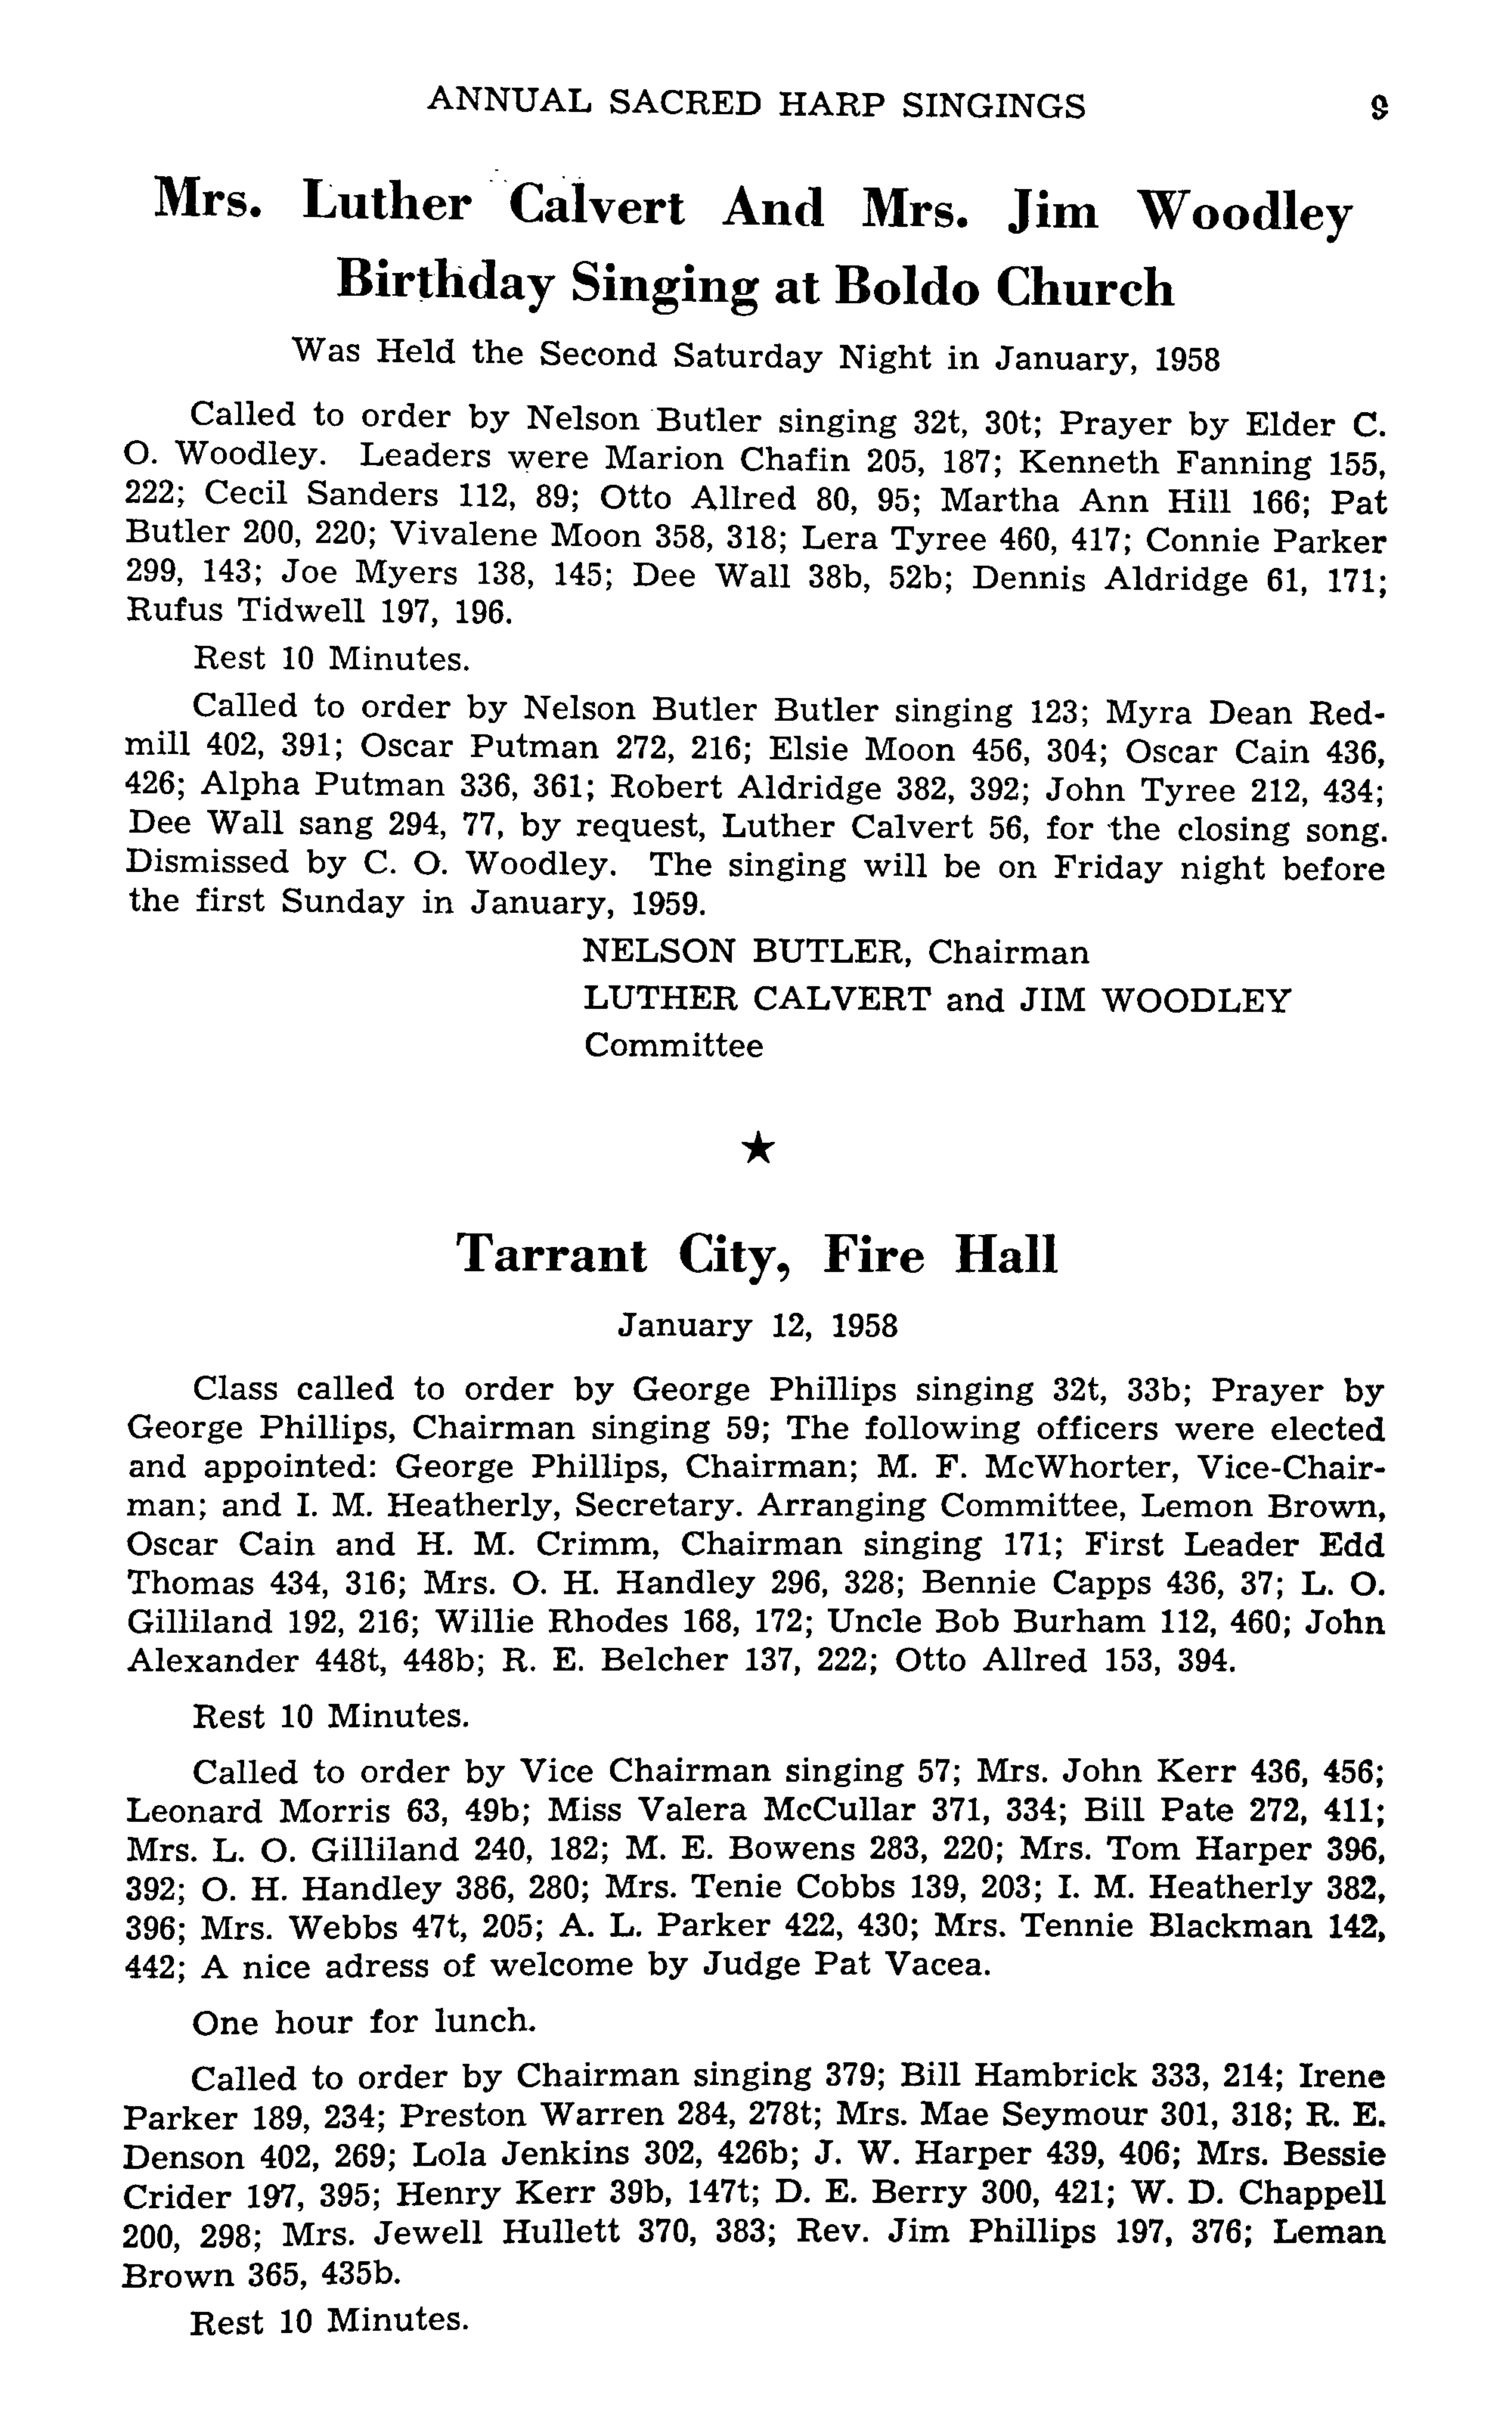 ANNUAL SACRED HARP SINGINGS 9
Mrs. Luther Calvert And Mrs. Jim Woodley
Birthday Singing at Boldo Church
Was Held the Second Saturday Night in January, 1958
Called to order by Nelson Butler singing 32t, 30t; Prayer by Elder C.
O. Woodley. Leaders were Marion Chafin 205, 187; Kenneth Fanning 155,
222; Cecil Sanders 112, 89; Otto Allred 80, 95; Martha Ann Hill 166; Pat
Butler 200, 220; Vivalene Moon 358, 318; Lera Tyree 460, 417; Connie Parker
299, 143; Joe Myers 138, 145; Dee Wall 38b, 52b; Dennis Aldridge 61, 171;
Rufus Tidwell 197, 196.
Rest 10 Minutes.
Called to order by Nelson Butler Butler singing 123; Myra Dean Red-
mill 402, 391; Oscar Putman 272, 216; Elsie Moon 456, 304; Oscar Cain 436,
426; Alpha Putman 336, 361; Robert Aldridge 382, 392; John Tyree 212, 434;
Dee Wall sang 294, 77, by request, Luther Calvert 56, for the closing song.
Dismissed by C. O. Woodley. The singing will be on Friday night before
the first Sunday in January, 1959.
NELSON BUTLER, Chairman
LUTHER CALVERT and JIM WOODLEY
Committee
★
Tarrant City, Fire Hall
January 12, 1958
Class called to order by George Phillips singing 32t, 33b; Prayer by
George Phillips, Chairman singing 59; The following officers were elected
and appointed: George Phillips, Chairman; M. F. McWhorter, Vice-Chair-
man; and I. M. Heatherly, Secretary. Arranging Committee, Lemon Brown,
Oscar Cain and H. M. Crimm, Chairman singing 171; First Leader Edd
Thomas 434, 316; Mrs. O. H. Handley 296, 328; Bennie Capps 436, 37; L. O.
Gilliland 192, 216; Willie Rhodes 168, 172; Uncle Bob Burham 112, 460; John
Alexander 448t, 448b; R. E. Belcher 137, 222; Otto Allred 153, 394.
Rest 10 Minutes.
Called to order by Vice Chairman singing 57; Mrs. John Kerr 436, 456;
Leonard Morris 63, 49b; Miss Valera McCullar 371, 334; Bill Pate 272, 411;
Mrs. L. O. Gilliland 240, 182; M. E. Bowens 283, 220; Mrs. Tom Harper 396,
392; O. H. Handley 386, 280; Mrs. Tenie Cobbs 139, 203; I. M. Heatherly 382,
396; Mrs. Webbs 47t, 205; A. L. Parker 422, 430; Mrs. Tennie Blackman 142,
442; A nice adress of welcome by Judge Pat Vacea.
One hour for lunch.
Called to order by Chairman singing 379; Bill Hambrick 333, 214; Irene
Parker 189, 234; Preston Warren 284, 278t; Mrs. Mae Seymour 301, 318; R. E.
Denson 402, 269; Lola Jenkins 302, 426b; J. W. Harper 439, 406; Mrs. Bessie
Crider 197, 395; Henry Kerr 39b, 147t; D. E. Berry 300, 421; W. D. Chappell
200, 298; Mrs. Jewell Hullett 370, 383; Rev. Jim Phillips 197, 376; Leman
Brown 365, 435b.
Rest 10 Minutes.